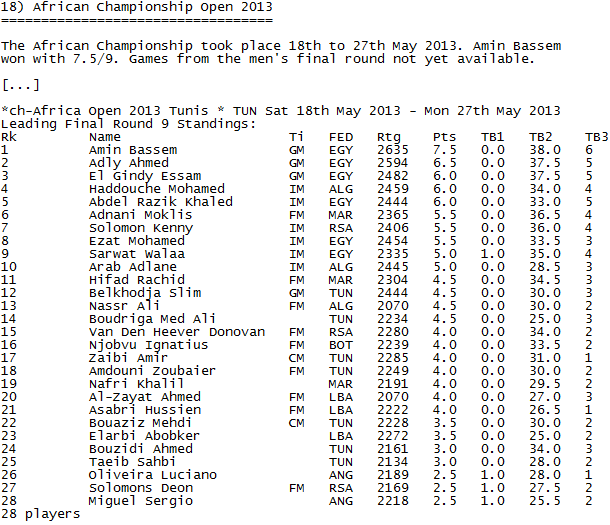 18) African Championship Open 2013
==================================
The African Championship took place 18th to 27th May 2013. Amin Bassem
won with 7.5/9. Games from the men's final round not yet available.
[...]
*ch-Africa Open 2013 Tunis * TUN Sat 18th May 2013 - Mon 27th May 2013
Leading Final Round 9 Standings:
Rk Name Ti FED Rtg Pts TB1 TB2 TB3
1 Amin Bassem GM EGY 2635 7.5 0.0 38.0 6
2 Adly Ahmed GM EGY 2594 6.5 0.0 37.5 5
3 El Gindy Essam GM EGY 2482 6.0 0.0 37.5 5
4 Haddouche Mohamed IM ALG 2459 6.0 0.0 34.0 4
5 Abdel Razik Khaled IM EGY 2444 6.0 0.0 33.0 5
6 Adnani Moklis FM MAR 2365 5.5 0.0 36.5 4
7 Solomon Kenny IM RSA 2406 5.5 0.0 36.5 4
8 Ezat Mohamed IM EGY 2454 5.5 0.0 33.5 3
9 Sarwat Walaa IM EGY 2335 5.0 1.0 35.0 4
10 Arab Adlane IM ALG 2445 5.0 0.0 28.5 3
11 Hifad Rachid FM MAR 2304 4.5 0.0 34.5 3
12 Belkhodja Slim GM TUN 2444 4.5 0.0 30.0 3
13 Nassr Ali FM ALG 2070 4.5 0.0 30.0 2
14 Boudriga Med Ali TUN 2234 4.5 0.0 25.0 3
15 Van Den Heever Donovan FM RSA 2280 4.0 0.0 34.0 2
16 Njobvu Ignatius FM BOT 2239 4.0 0.0 33.5 2
17 Zaibi Amir CM TUN 2285 4.0 0.0 31.0 1
18 Amdouni Zoubaier FM TUN 2249 4.0 0.0 30.0 2
19 Nafri Khalil MAR 2191 4.0 0.0 29.5 2
20 Al-Zayat Ahmed FM LBA 2070 4.0 0.0 27.0 3
21 Asabri Hussien FM LBA 2222 4.0 0.0 26.5 1
22 Bouaziz Mehdi CM TUN 2228 3.5 0.0 30.0 2
23 Elarbi Abobker LBA 2272 3.5 0.0 25.0 2
24 Bouzidi Ahmed TUN 2161 3.0 0.0 34.0 3
25 Taeib Sahbi TUN 2134 3.0 0.0 28.0 2
26 Oliveira Luciano ANG 2189 2.5 1.0 28.0 1
27 Solomons Deon FM RSA 2169 2.5 1.0 27.5 2
28 Miguel Sergio ANG 2218 2.5 1.0 25.5 2
28 players